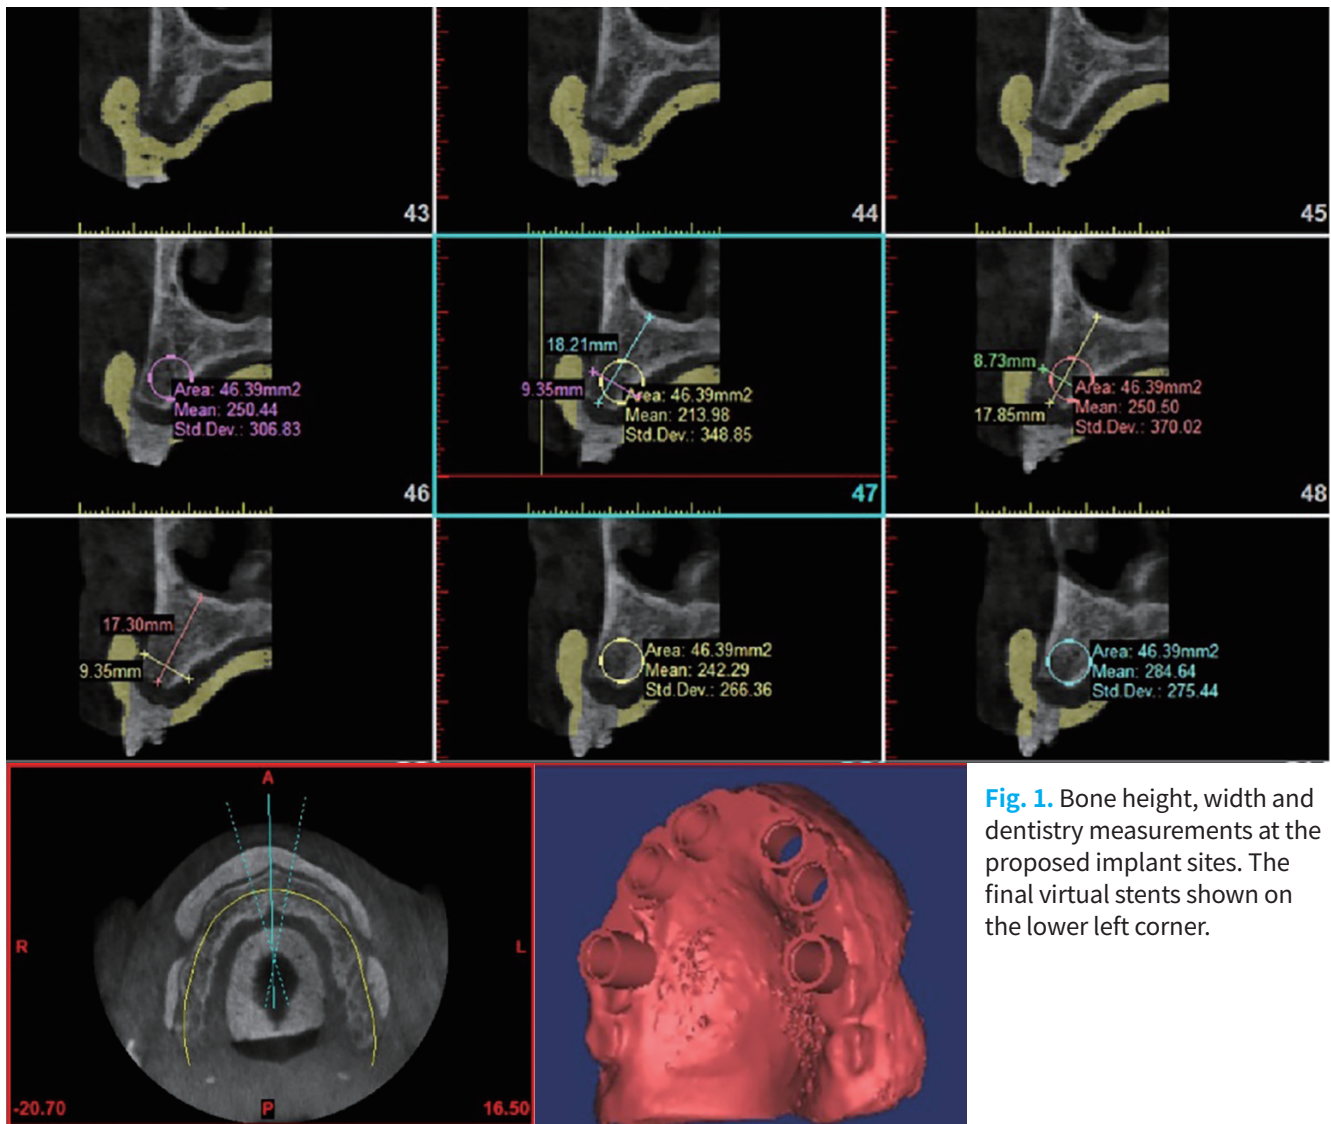 43
44
45
Area: 46.39mm2
Mean: 250.44
Std.Dev.: 306.83
46
18.21mm
9.35mm
Area: 46.39mm2
Mean: 213.98
Std.Dev.: 348.85
47
8.73mm
17.85mm
Area: 46.39mm2
Mean: 250.50
Std.Dev.: 370.02
48
17.30mm
9.35mm
Area: 46.39mm2
Mean: 242.29
Std.Dev.: 266.36
Area: 46.39mm2
Mean: 284.64
Std.Dev.: 275.44
A
R
L
-20.70
P
16.50
Fig. 1. Bone height, width and
dentistry measurements at the
proposed implant sites. The
final virtual stents shown on
the lower left corner.